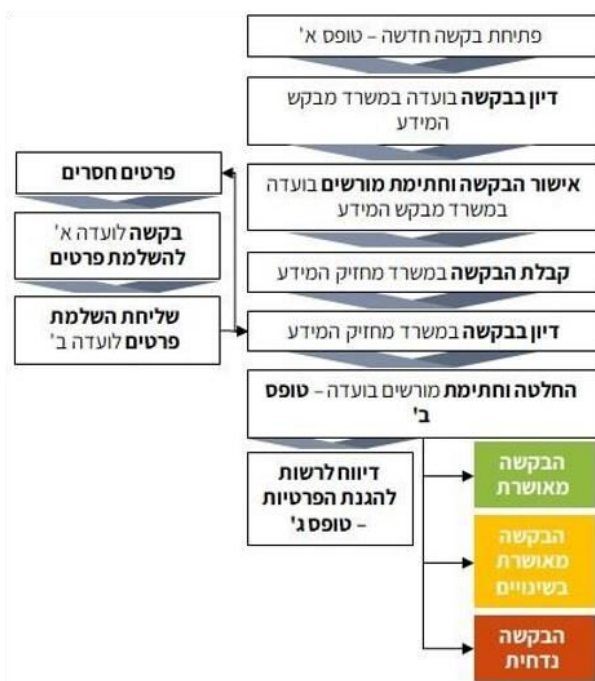 פתיחת בקשה חדשה – טופס א'
דיון בבקשה בועדה במשרד מבקש
המידע
אישור הבקשה וחתימת מורשים בועדה
במשרד מבקש המידע
קבלת הבקשה במשרד מחזיק המידע
דיון בבקשה במשרד מחזיק המידע
פרטים חסרים
בקשה לועדה א'
להשלמת פרטים
שליחת השלמת
פרטים לועדה ב'
החלטה וחתימת מורשים בועדה – טופס
ב'
הבקשה
מאושרת
הבקשה
מאושרת
בשינויים
הבקשה
נדחית
דיווח לרשות
להגנת הפרטיות
– טופס ג'